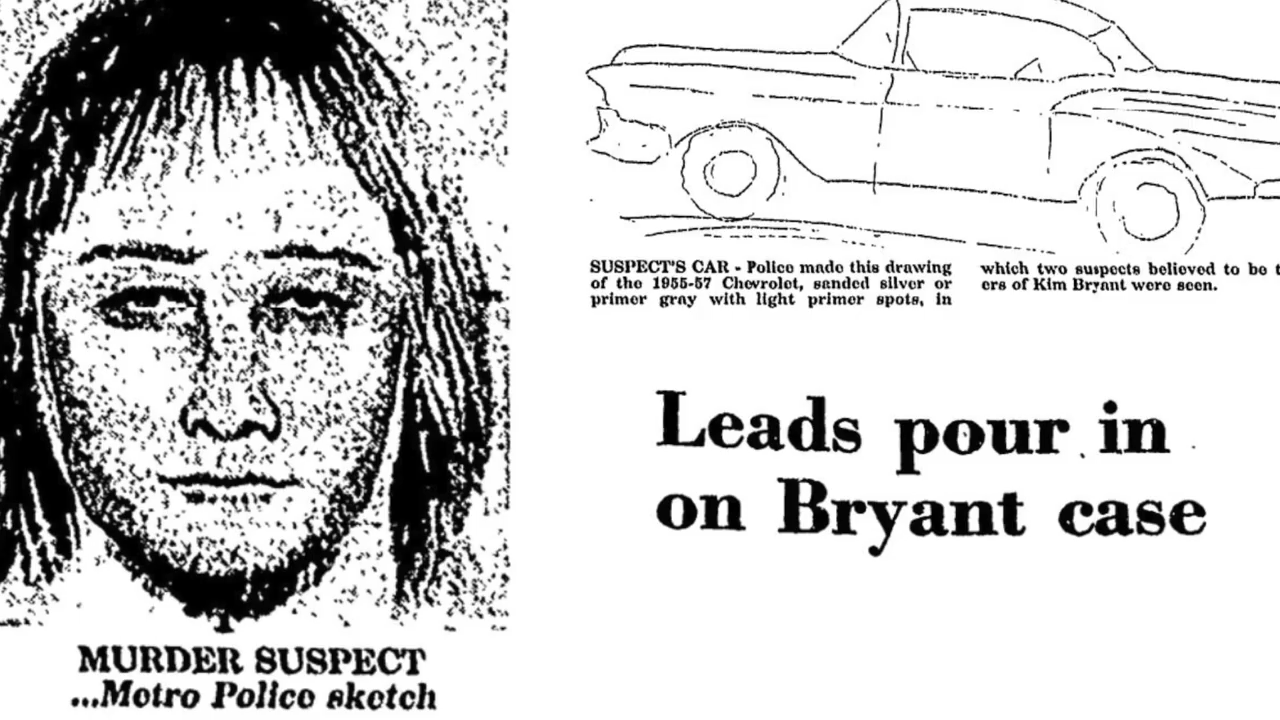 SUSPECT'S CAR - Police made this drawing
of the 1955-57 Chevrolet, sanded silver or
primer gray with light primer spots, in
which two suspects believed to be
ers of Kim Bryant were seen.
Leads pour in
on Bryant case
MURDER SUSPECT
...Metro Police sketch